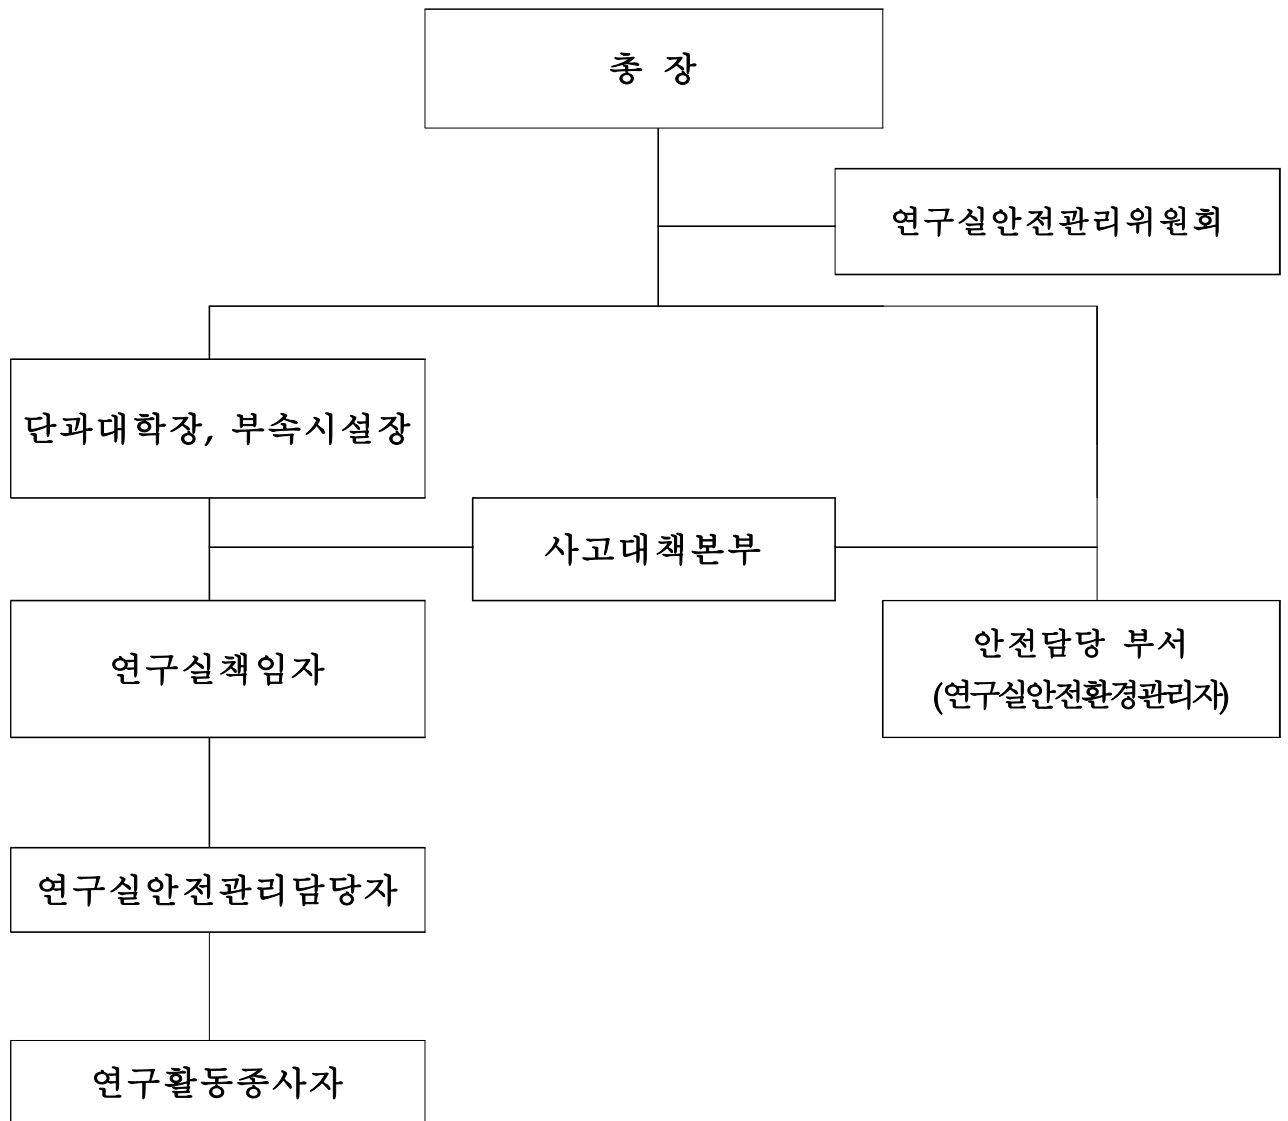 총 장
연구실안전관리위원회
단과대학장, 부속시설장
사고대책본부
연구실책임자
안전담당 부서
(연구실안전환경관리자)
연구실안전관리담당자
연구활동종사자